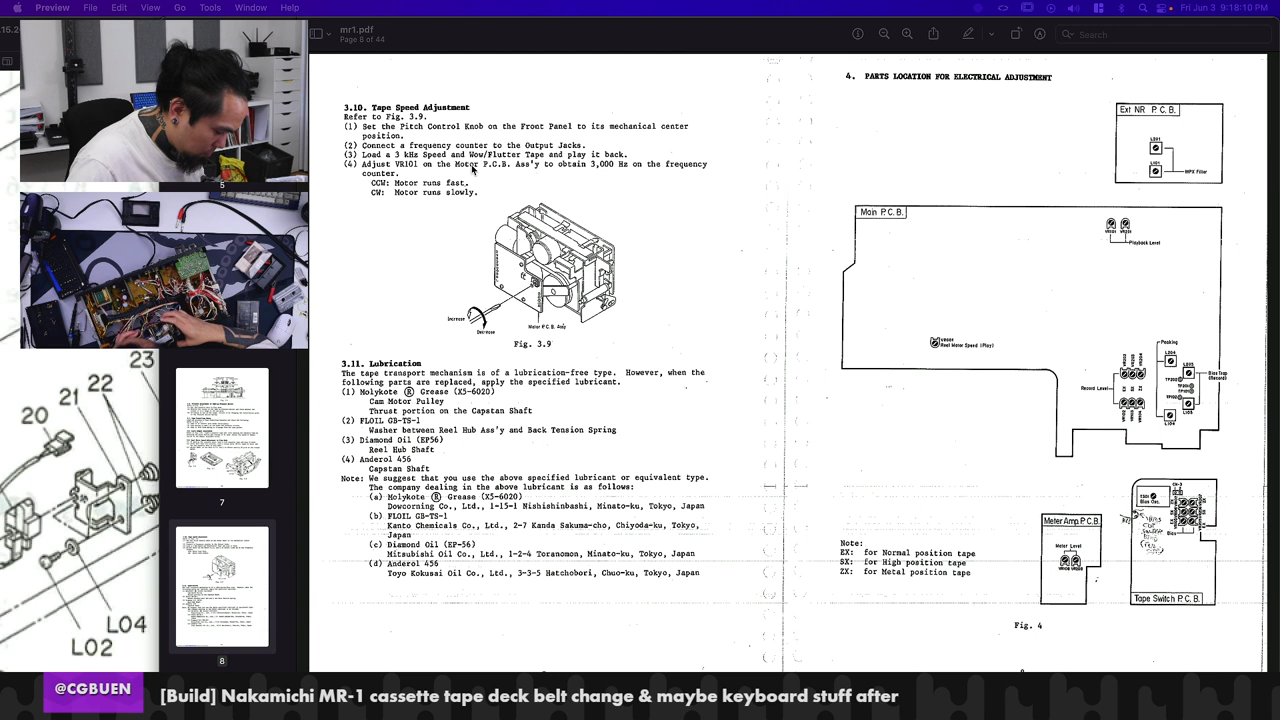 Preview File Edit View Go Tools Window Help
Fri Jun 3 9:18:10 PM
mr1.pdf
Page 8 of 44
Search
3.10. Tape Speed Adjustment
Refer to Fig. 3.9.
(1) Set the Pitch Control Knob on the Front Panel to its mechanical center
position.
(2) Connect a frequency counter to the Output Jacks.
(3) Load a 3 kHz Speed and Wow/Flutter Tape and play it back.
(4) Adjust VR101 on the Motor P.C.B. Ass'y to obtain 3,000 Hz on the frequency
counter.
CCW: Motor runs fast.
CW: Motor runs slowly.
Increase
Decrease
Motor P.C.B. Ass'y
Fig. 3.9
3.11. Lubrication
The tape transport mechanism is of a lubrication-free type. However, when the
following parts are replaced, apply the specified lubricant.
(1) Molykote ® Grease (X5-6020)
Cam Motor Pulley
Thrust portion on the Capstan Shaft
(2) FLOIL GB-TS-1
Washer between Reel Hub Ass'y and Back Tension Spring
(3) Diamond Oil (EP56)
Reel Hub Shaft
(4) Anderol 456
Capstan Shaft
Note: We suggest that you use the above specified lubricant or equivalent type.
The company dealing in the above lubricant is as follows:
(a) Molykote ® Grease (X5-6020)
Dowcorning Co., Ltd., 1-15-1 Nishishinbashi, Minato-ku, Tokyo, Japan
(b) FLOIL GB-TS-1
Kanto Chemicals Co., Ltd., 2-7 Kanda Sakuma-cho, Chiyoda-ku, Tokyo,
Japan
(c) Diamond Oil (EP-56)
Mitsubishi Oil Co., Ltd., 1-2-4 Toranomon, Minato-ku, Tokyo, Japan
(d) Anderol 456
Toyo Kokusai Oil Co., Ltd., 3-3-5 Hatchobori, Chuo-ku, Tokyo, Japan
4. PARTS LOCATION FOR ELECTRICAL ADJUSTMENT
Ext NR P.C.B.
L201
L101
MPX Filter
Main P.C.B.
Playback Level
Reel Motor Speed (Play)
Peaking
L204
Record Level
Bias Trap
(Record)
Meter Amp. P.C.B.
Meter Level
Bias Osc.
Bias
Tape Switch P.C.B.
Note:
EX: for Normal position tape
SX: for High position tape
ZX: for Metal position tape
Fig. 4
5
7
8
23
22
21
20
L04
L02
@CGBUEN
[Build] Nakamichi MR-1 cassette tape deck belt change & maybe keyboard stuff after